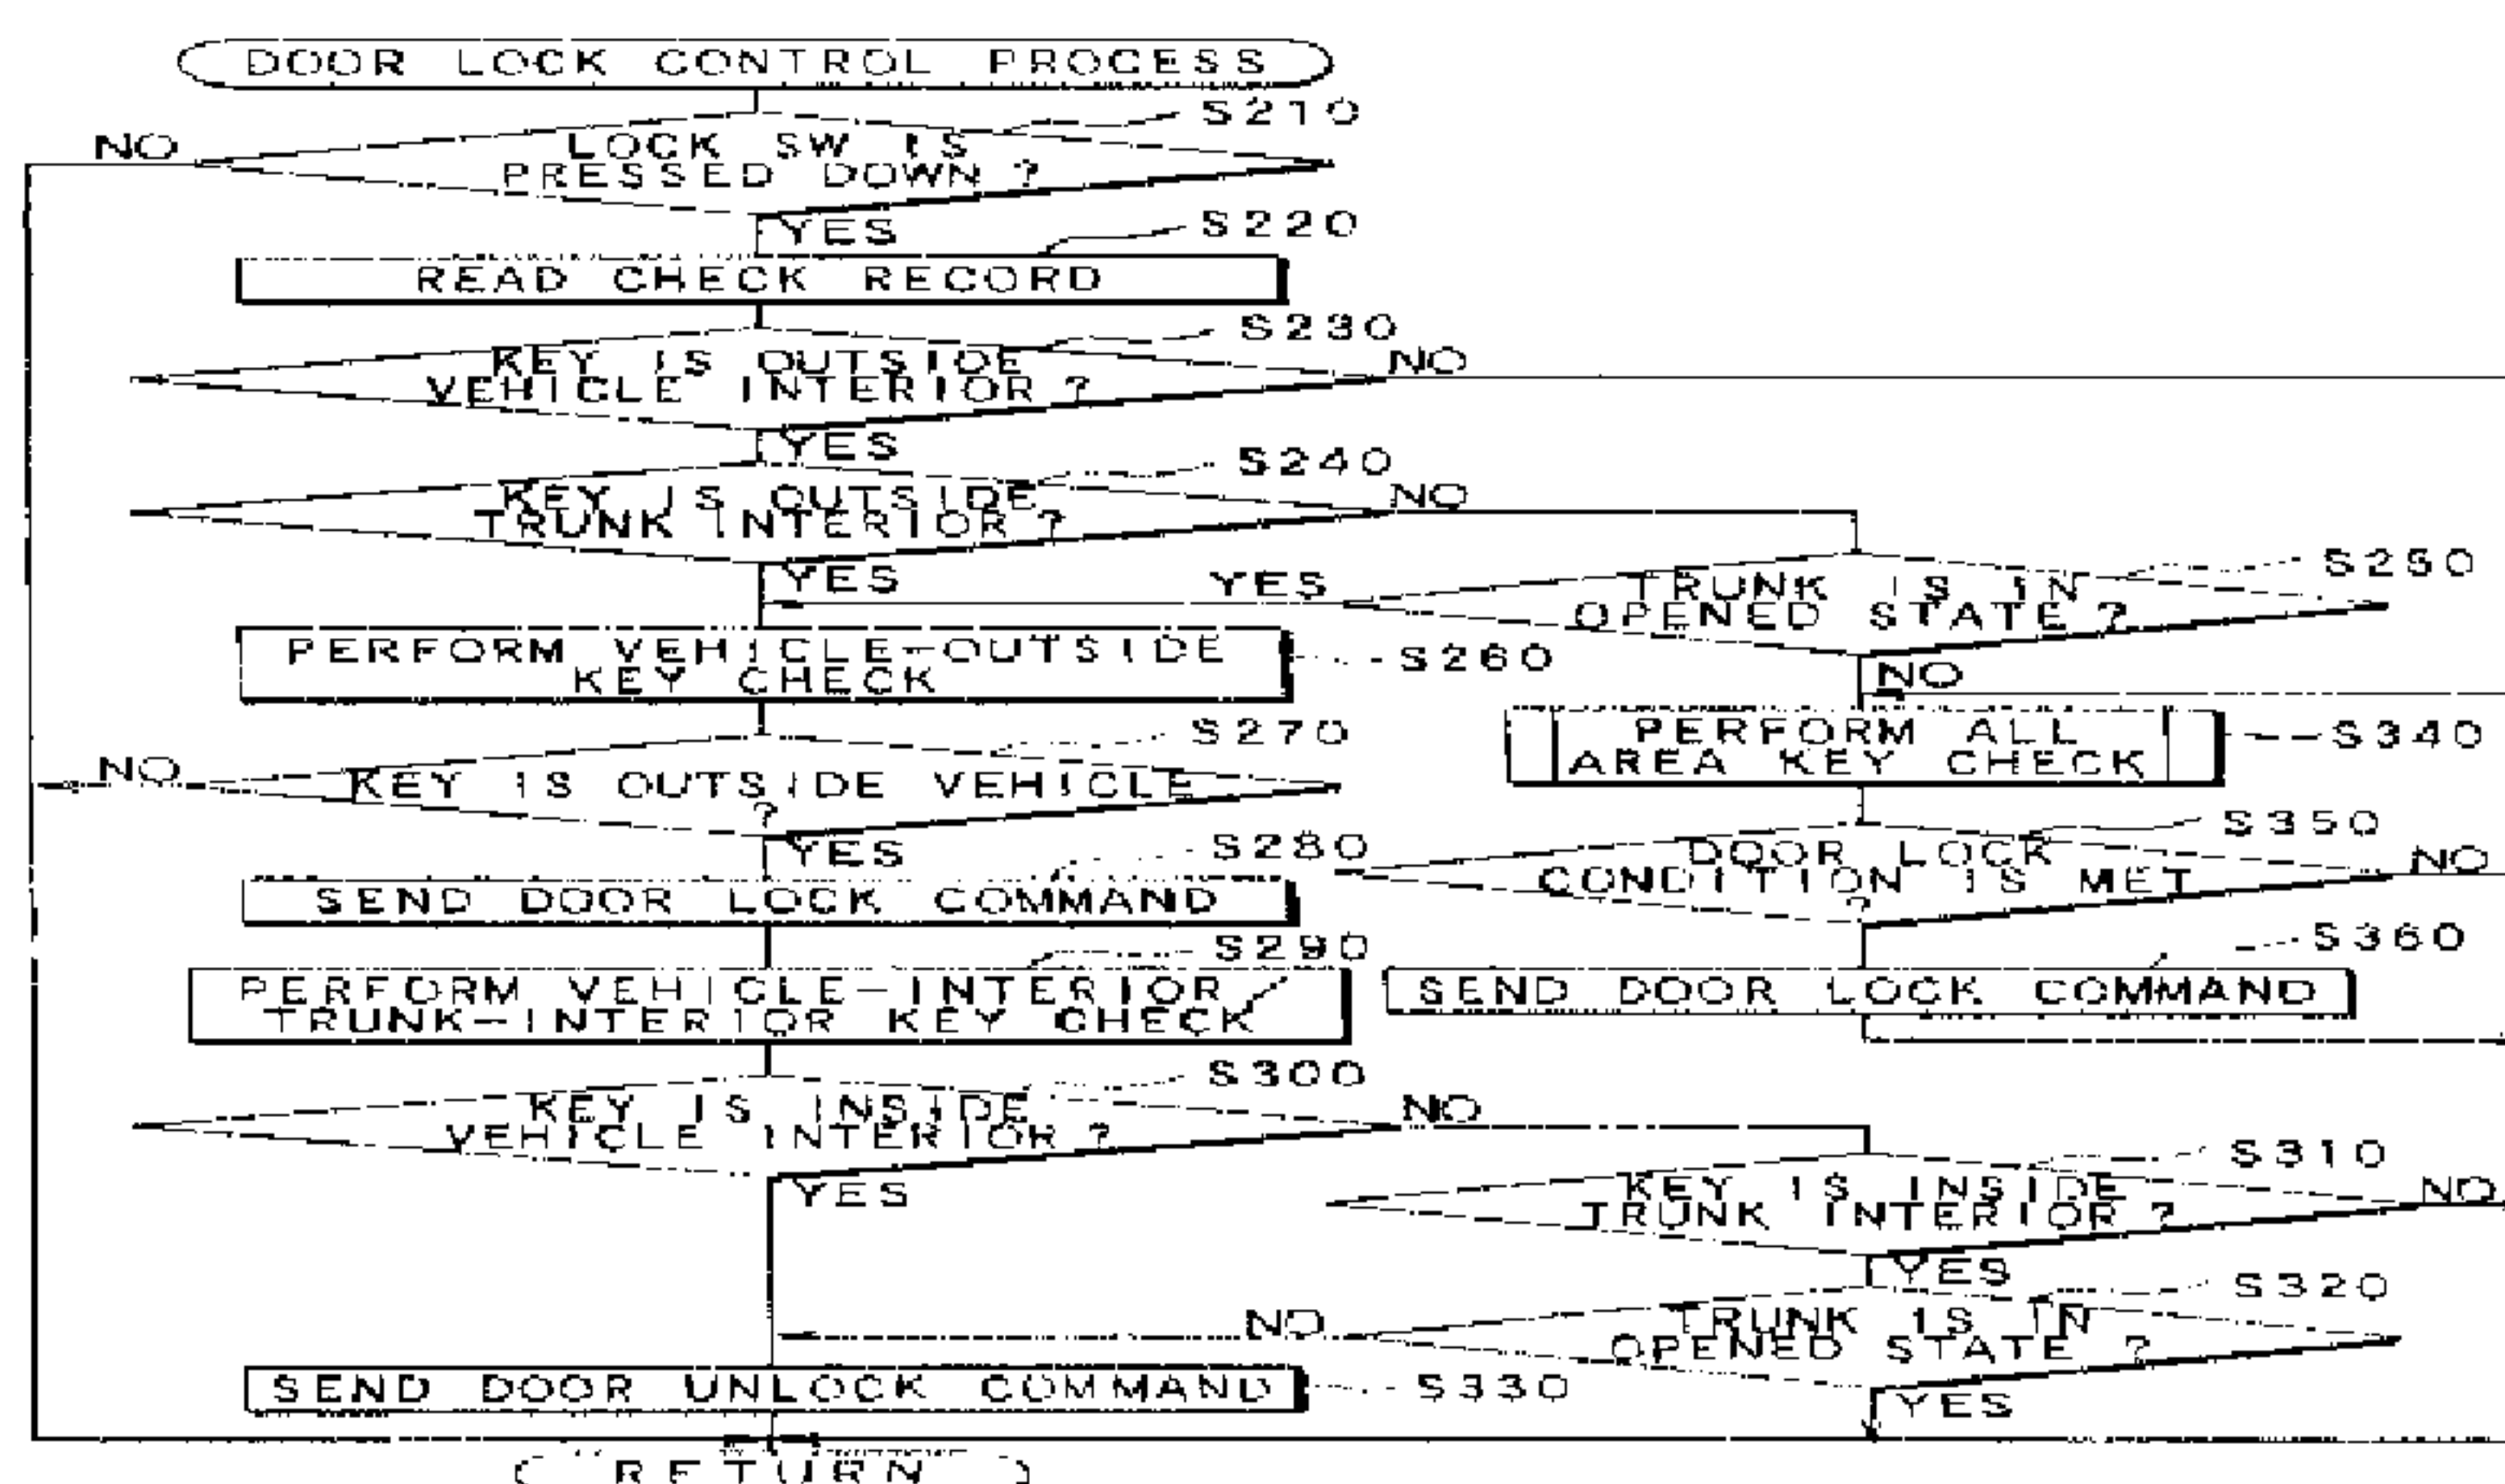 DOOR LOCK CONTROL PROCESS
S210
NO
LOCK SW IS
PRESSED DOWN ?
YES
S220
READ CHECK RECORD
S230
KEY IS OUTSIDE
VEHICLE INTERIOR ?
NO
YES
S240
KEY IS OUTSIDE
TRUNK INTERIOR ?
NO
YES
S250
TRUNK IS IN
OPENED STATE ?
YES
NO
PERFORM VEHICLE-OUTSIDE
KEY CHECK
S260
PERFORM ALL
AREA KEY CHECK
S340
S270
NO
KEY IS OUTSIDE VEHICLE
?
YES
S350
DOOR LOCK
CONDITION IS MET
?
NO
S280
SEND DOOR LOCK COMMAND
S360
SEND DOOR LOCK COMMAND
S290
PERFORM VEHICLE-INTERIOR/
TRUNK-INTERIOR KEY CHECK
S300
KEY IS INSIDE
VEHICLE INTERIOR ?
NO
YES
S310
KEY IS INSIDE
TRUNK INTERIOR ?
NO
YES
S320
TRUNK IS IN
OPENED STATE ?
NO
YES
SEND DOOR UNLOCK COMMAND
S330
RETURN